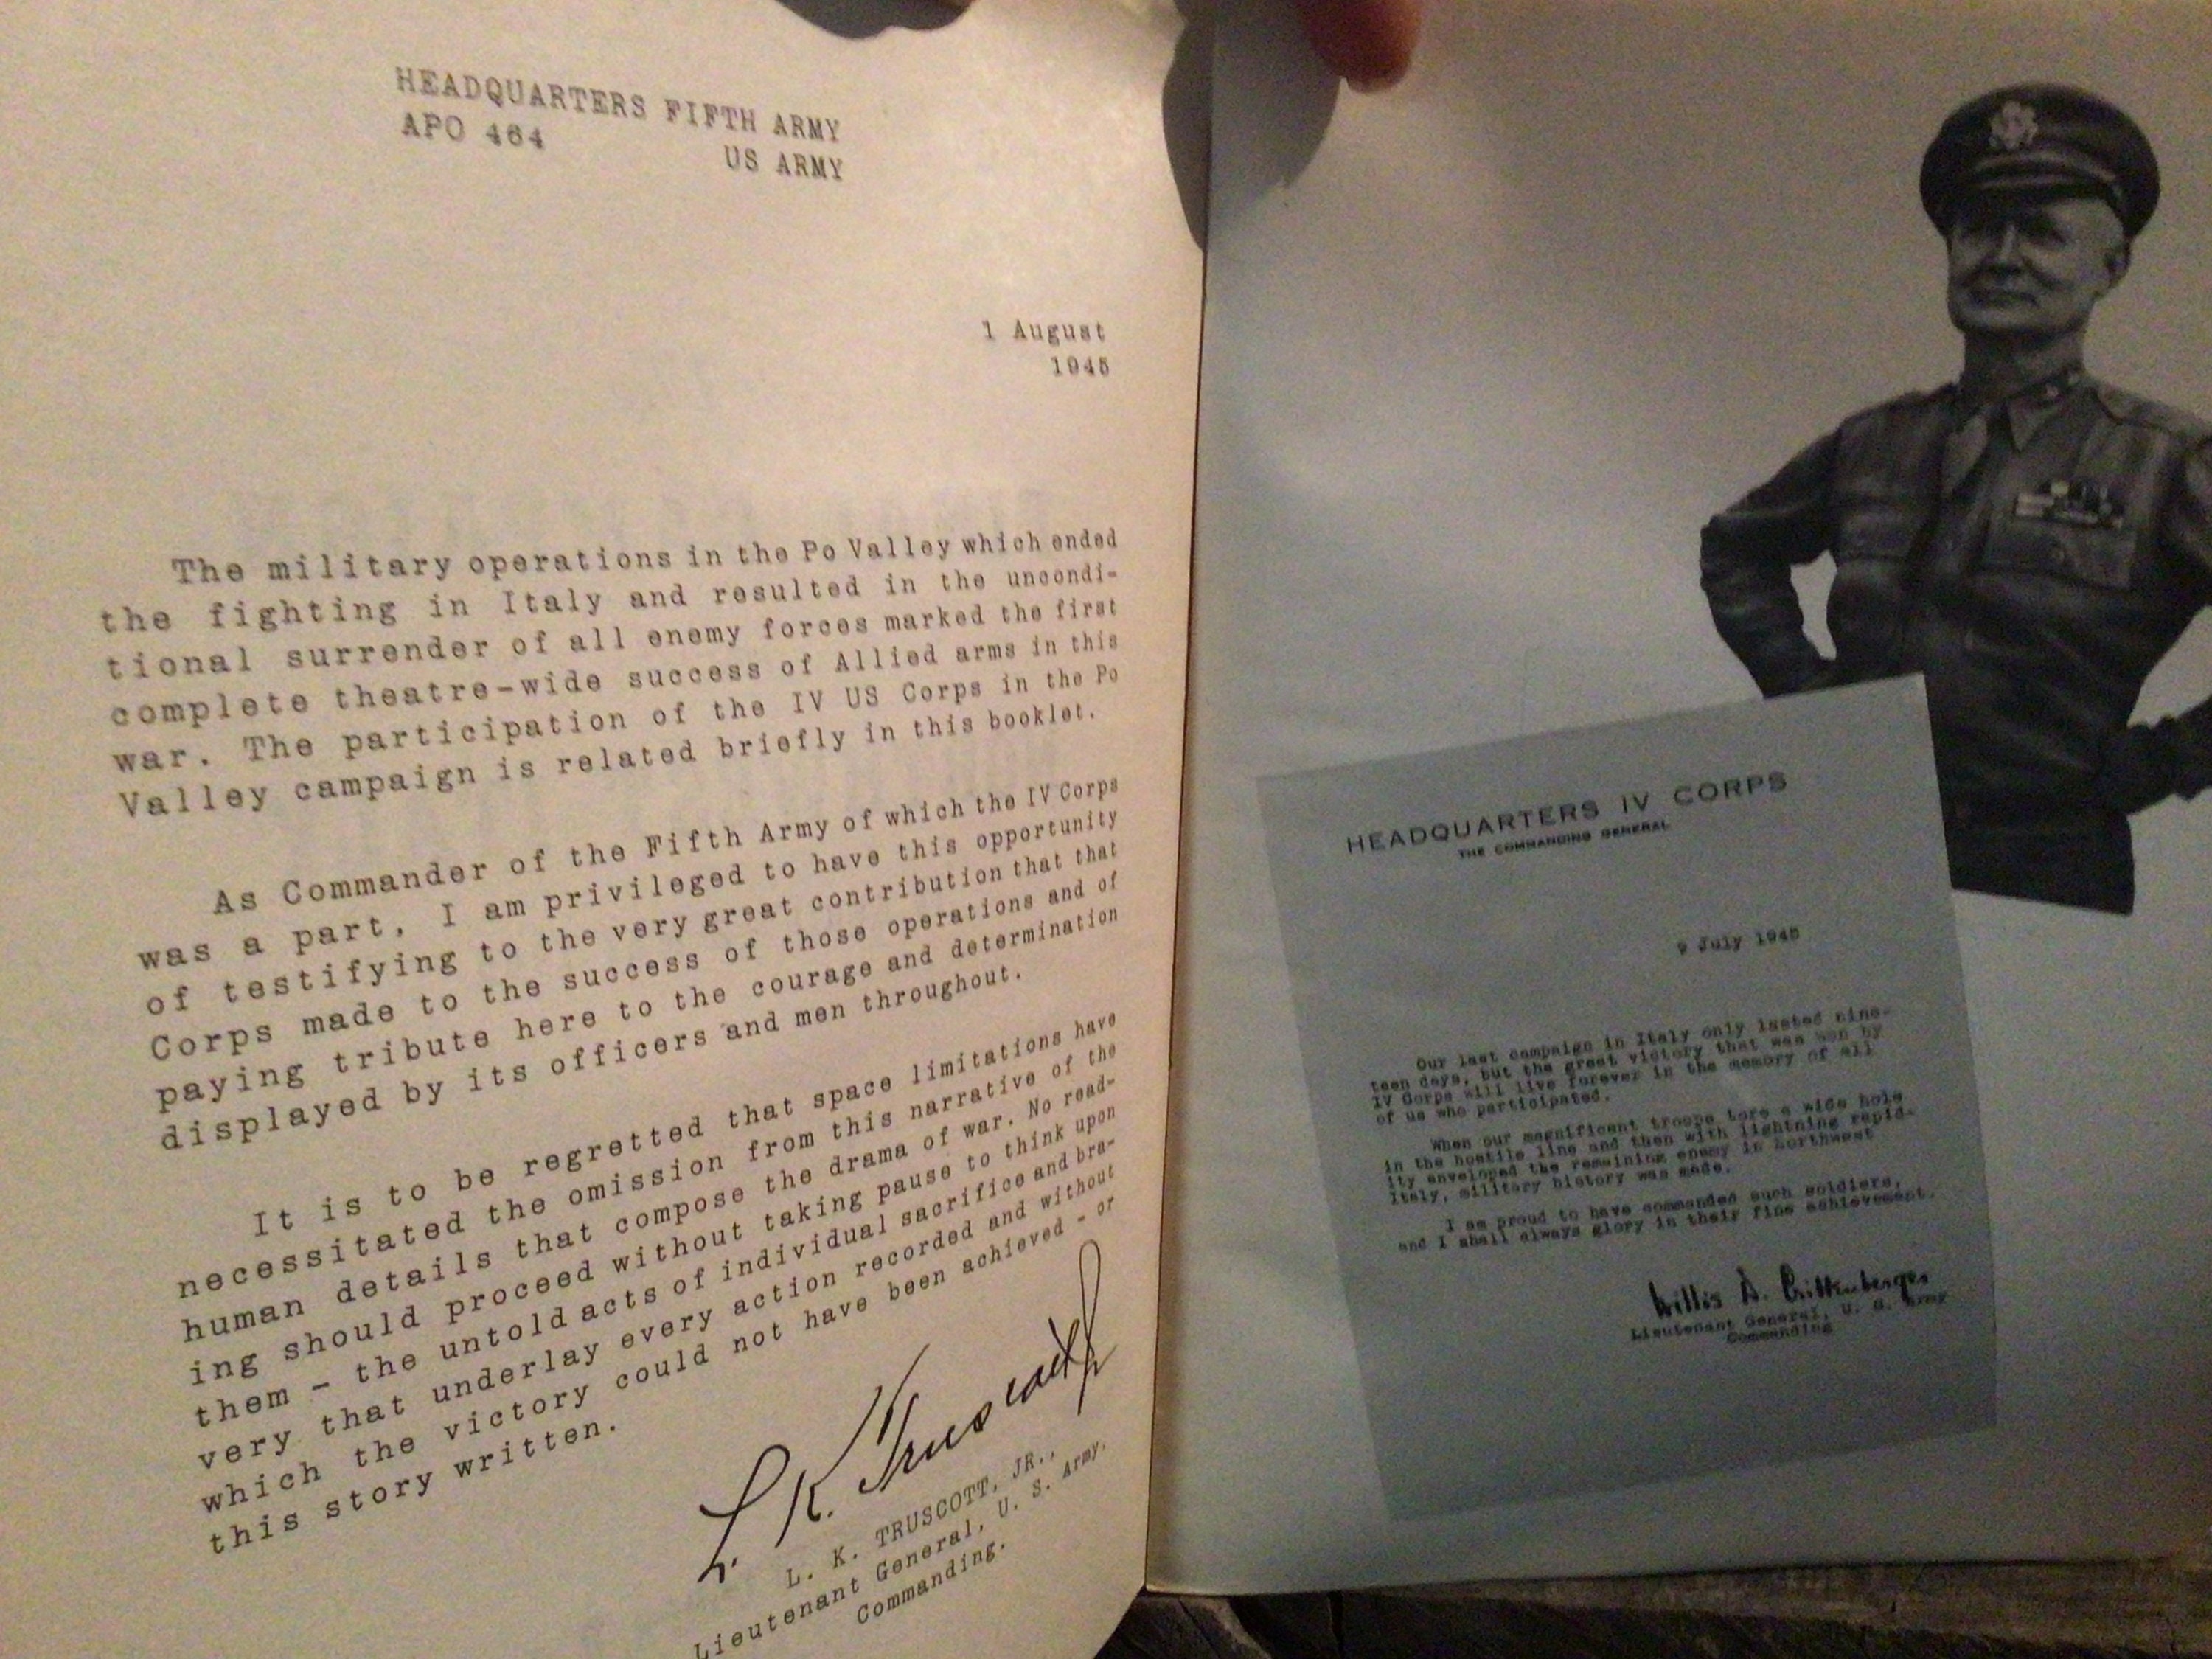 HEADQUARTERS FIFTH ARMY
APO 464
US ARMY
1 August
1945
The military operations in the Po Valley which ended
the fighting in Italy and resulted in the uncondi-
tional surrender of all enemy forces marked the first
complete theatre-wide success of Allied arms in this
war. The participation of the IV US Corps in the Po
Valley campaign is related briefly in this booklet.
As Commander of the Fifth Army of which the IV Corps
was a part, I am privileged to have this opportunity
of testifying to the very great contribution that that
Corps made to the success of those operations and of
paying tribute here to the courage and determination
displayed by its officers and men throughout.
It is to be regretted that space limitations have
necessitated the omission from this narrative of the
human details that compose the drama of war. No read-
ing should proceed without taking pause to think upon
them - the untold acts of individual sacrifice and bra-
very that underlay every action recorded and without
which the victory could not have been achieved - or
this story written.
L. K. Truscott Jr
L. K. TRUSCOTT, JR.,
Lieutenant General, U. S. Army.
Commanding.
HEADQUARTERS IV CORPS
THE COMMANDING GENERAL
July 1945
Our last campaign in Italy only lasted nine-
teen days, but the great victory that was won by
IV Corps will live forever in the memory of all
of us who participated.
When our magnificent troops tore a wide hole
in the hostile line and then with lightning rapid-
ity enveloped the remaining enemy in Northwest
Italy, military history was made.
I am proud to have commanded such soldiers,
and I shall always glory in their fine achievement.
Willis D. Crittenberger
Lieutenant General, U. S. Army
Commanding